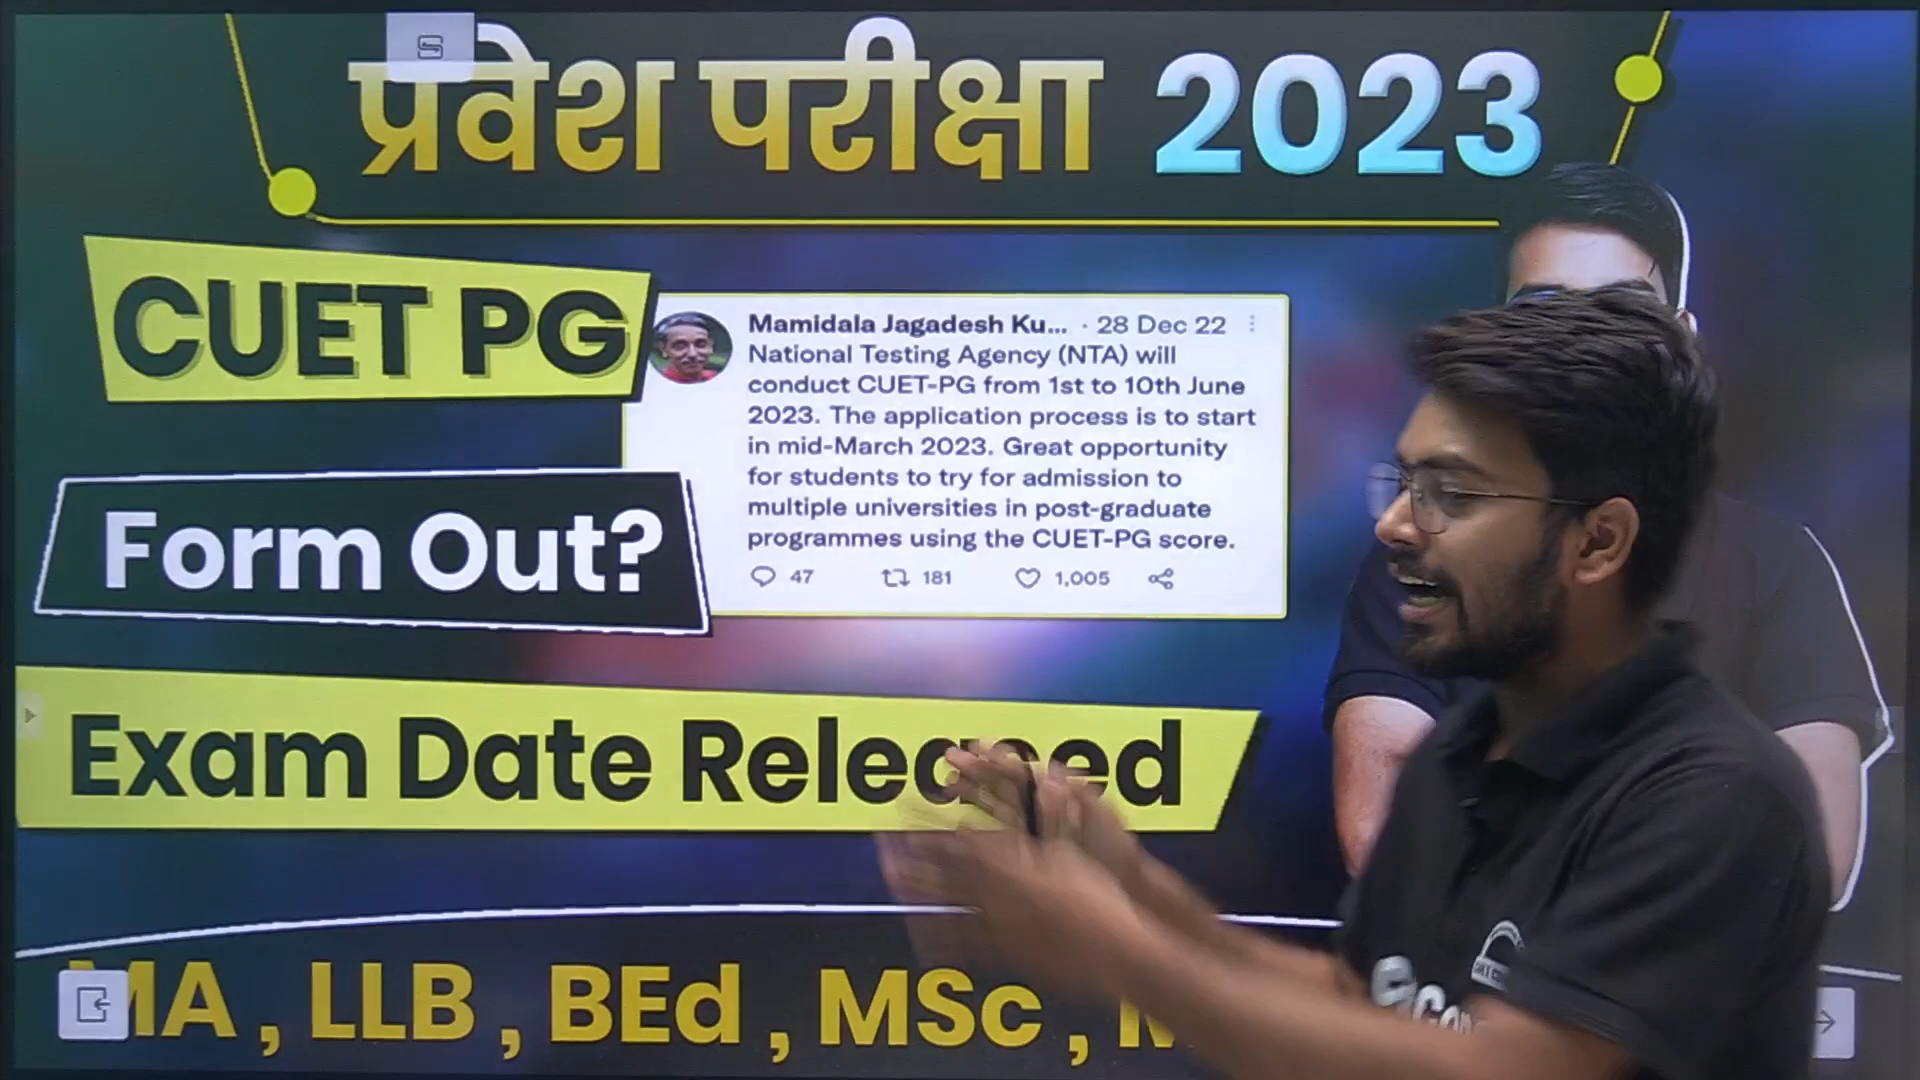 प्रवेश परीक्षा 2023
CUET PG
Mamidala Jagadesh Ku... · 28 Dec 22
National Testing Agency (NTA) will
conduct CUET-PG from 1st to 10th June
2023. The application process is to start
in mid-March 2023. Great opportunity
for students to try for admission to
multiple universities in post-graduate
programmes using the CUET-PG score.
47 181 1,005
Form Out?
Exam Date Released
MA , LLB , BEd , MSc ,